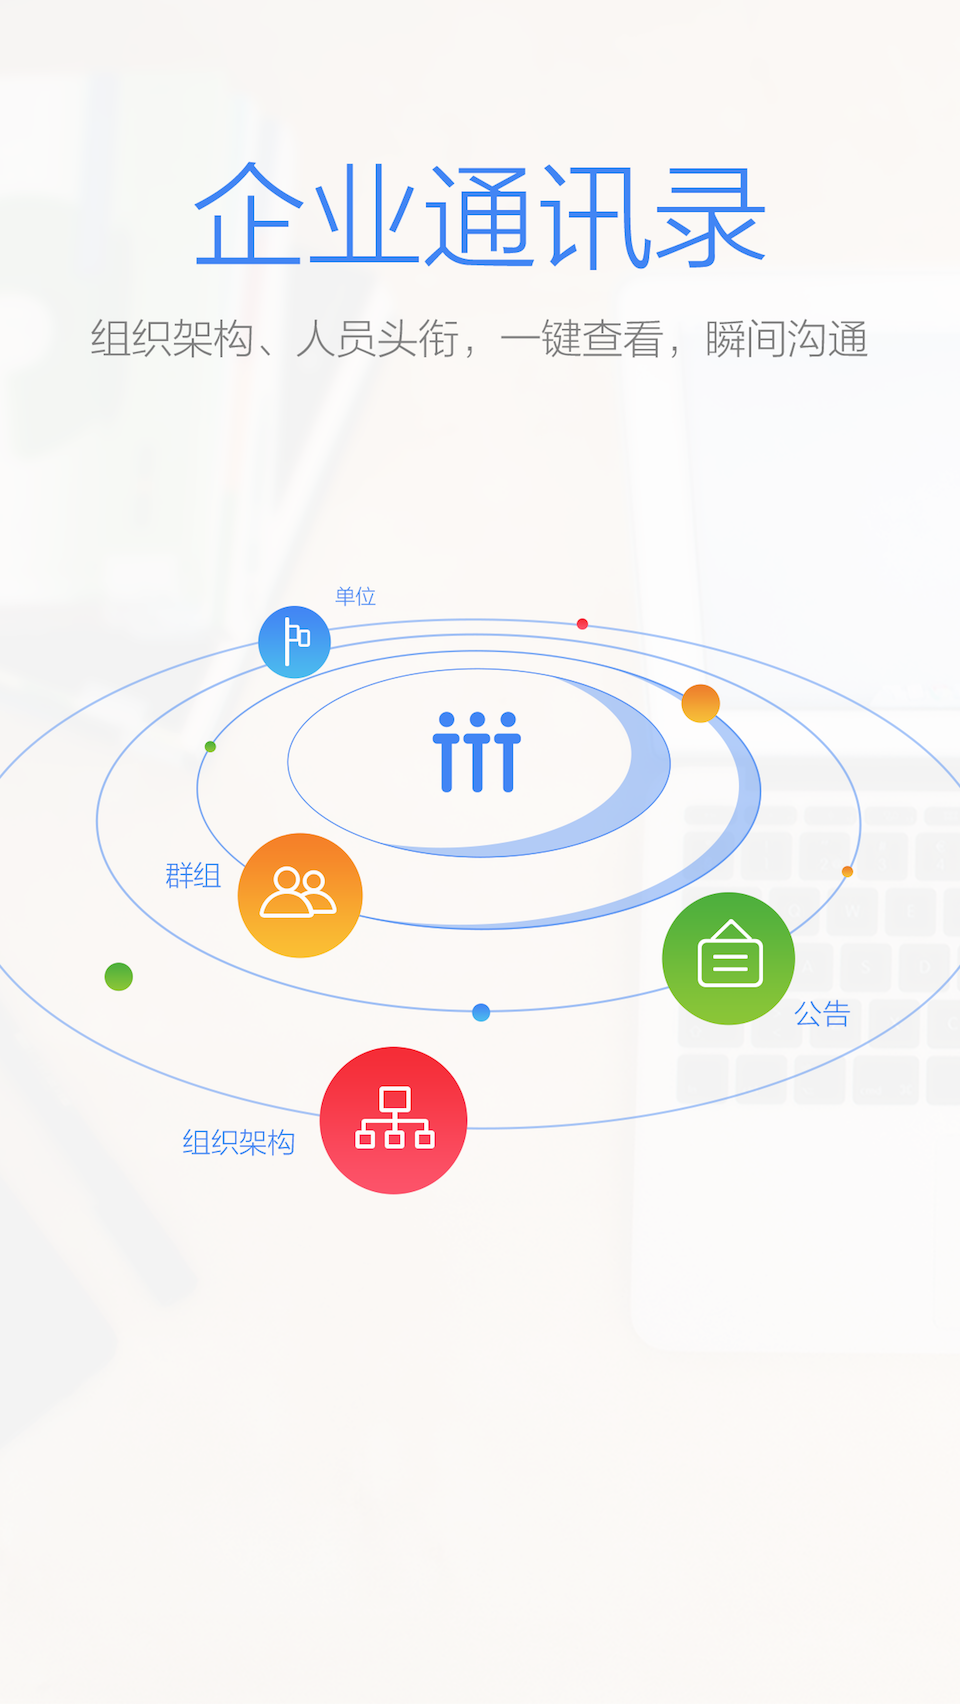 企业通讯录
组织架构、人员头衔，一键查看，瞬间沟通
单位
群组
公告
组织架构